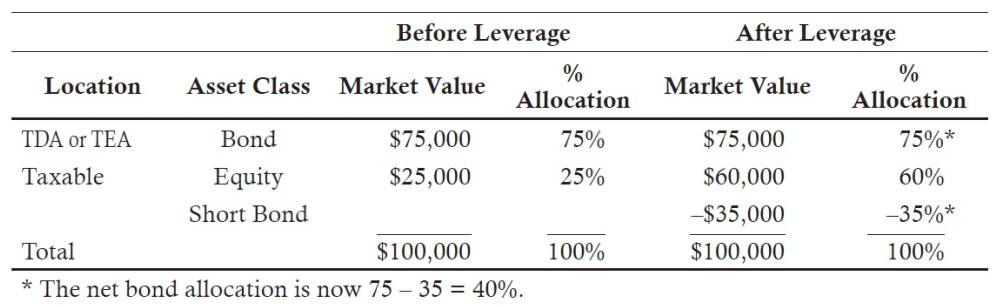 Before Leverage After Leverage
Location Asset Class Market Value % Allocation Market Value % Allocation
TDA or TEA Bond $75,000 75% $75,000 75%*
Taxable Equity $25,000 25% $60,000 60%
Short Bond –$35,000 –35%*
Total $100,000 100% $100,000 100%
* The net bond allocation is now 75 – 35 = 40%.